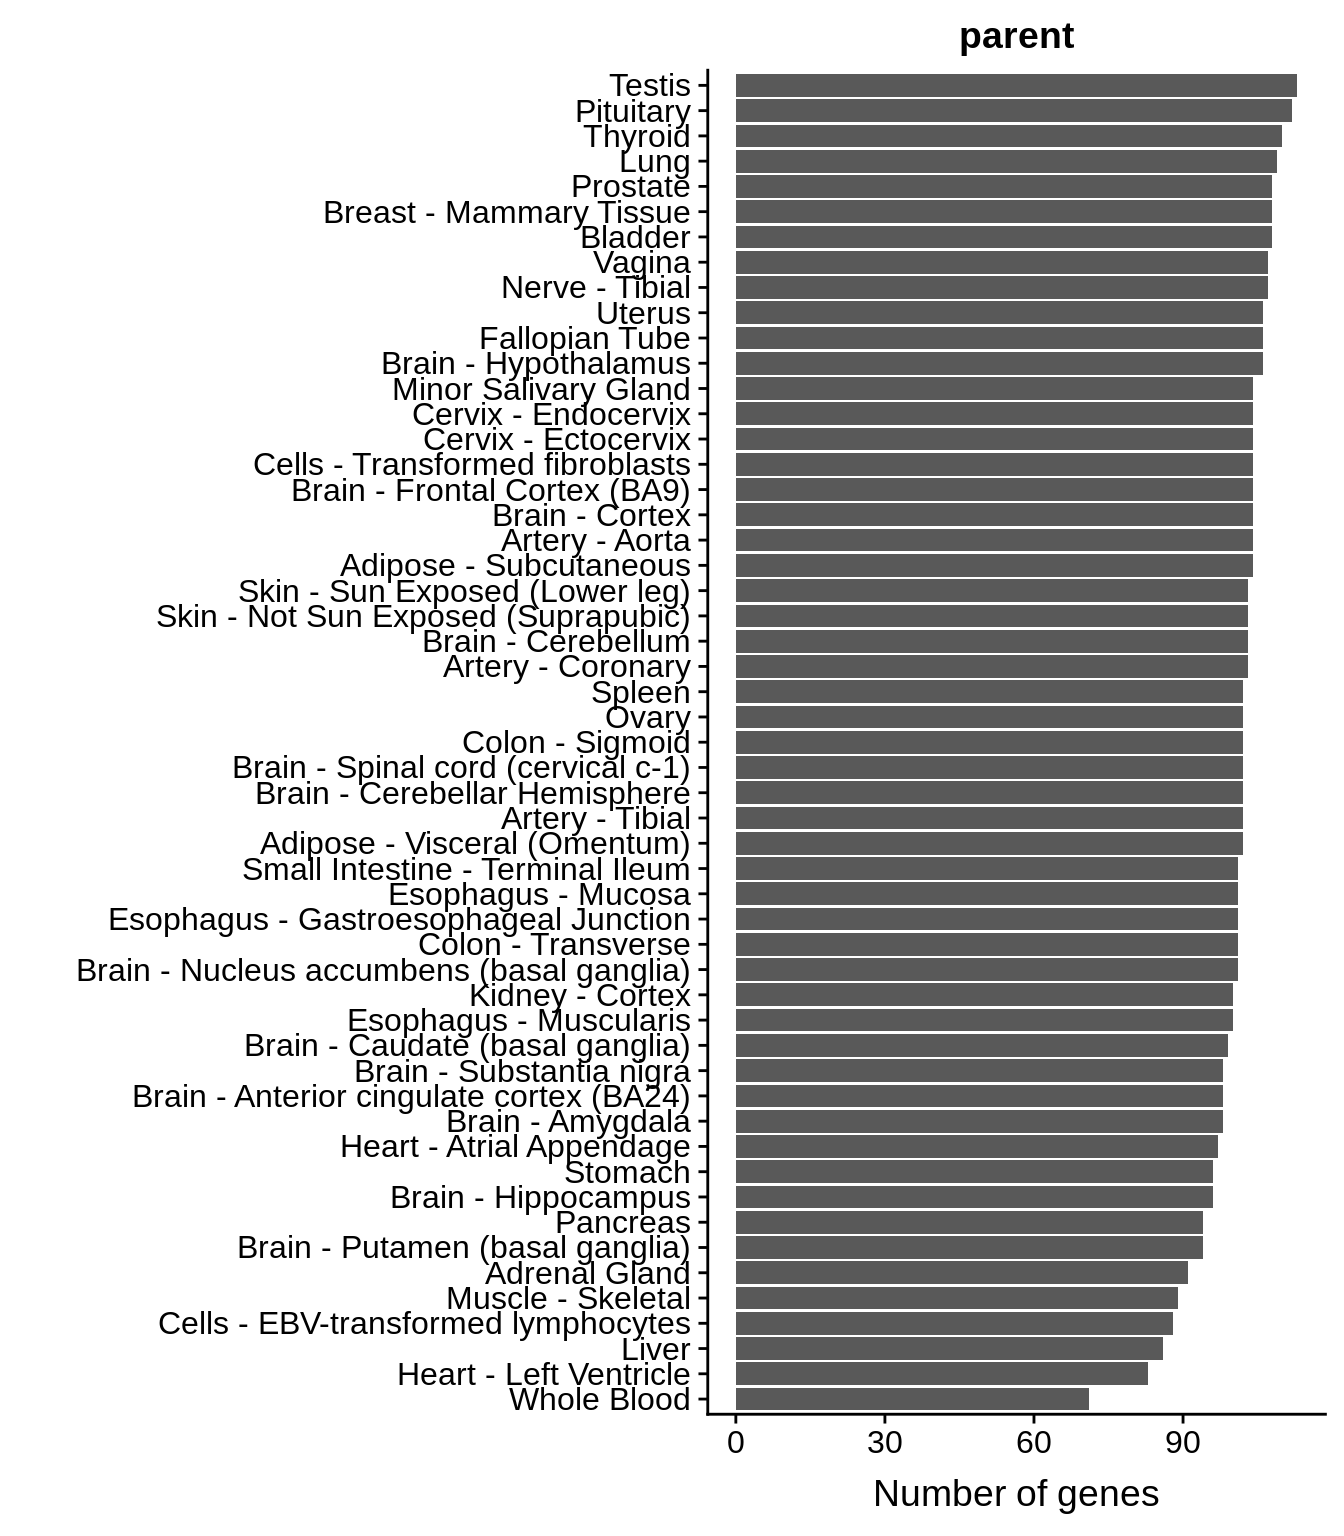 parent
Testis
Pituitary
Thyroid
Lung
Prostate
Breast - Mammary Tissue
Bladder
Vagina
Nerve - Tibial
Uterus
Fallopian Tube
Brain - Hypothalamus
Minor Salivary Gland
Cervix - Endocervix
Cervix - Ectocervix
Cells - Transformed fibroblasts
Brain - Frontal Cortex (BA9)
Brain - Cortex
Artery - Aorta
Adipose - Subcutaneous
Skin - Sun Exposed (Lower leg)
Skin - Not Sun Exposed (Suprapubic)
Brain - Cerebellum
Artery - Coronary
Spleen
Ovary
Colon - Sigmoid
Brain - Spinal cord (cervical c-1)
Brain - Cerebellar Hemisphere
Artery - Tibial
Adipose - Visceral (Omentum)
Small Intestine - Terminal Ileum
Esophagus - Mucosa
Esophagus - Gastroesophageal Junction
Colon - Transverse
Brain - Nucleus accumbens (basal ganglia)
Kidney - Cortex
Esophagus - Muscularis
Brain - Caudate (basal ganglia)
Brain - Substantia nigra
Brain - Anterior cingulate cortex (BA24)
Brain - Amygdala
Heart - Atrial Appendage
Stomach
Brain - Hippocampus
Pancreas
Brain - Putamen (basal ganglia)
Adrenal Gland
Muscle - Skeletal
Cells - EBV-transformed lymphocytes
Liver
Heart - Left Ventricle
Whole Blood
0 30 60 90
Number of genes